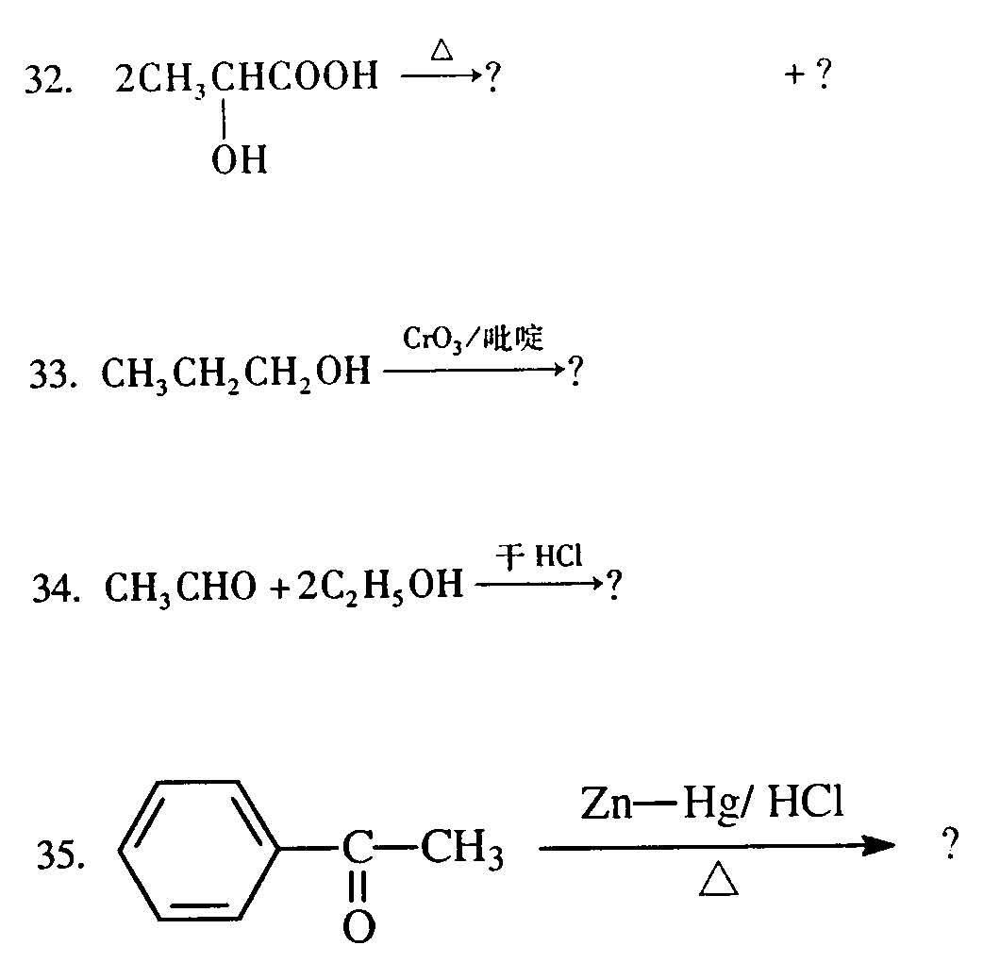 32. 2CH₃CHCOOH △ ? + ?
OH
CrO₃/吡啶
33. CH₃CH₂CH₂OH ?
干 HCl
34. CH₃CHO + 2C₂H₅OH ?
Zn—Hg/ HCl
35. C—CH₃ ?
△
O